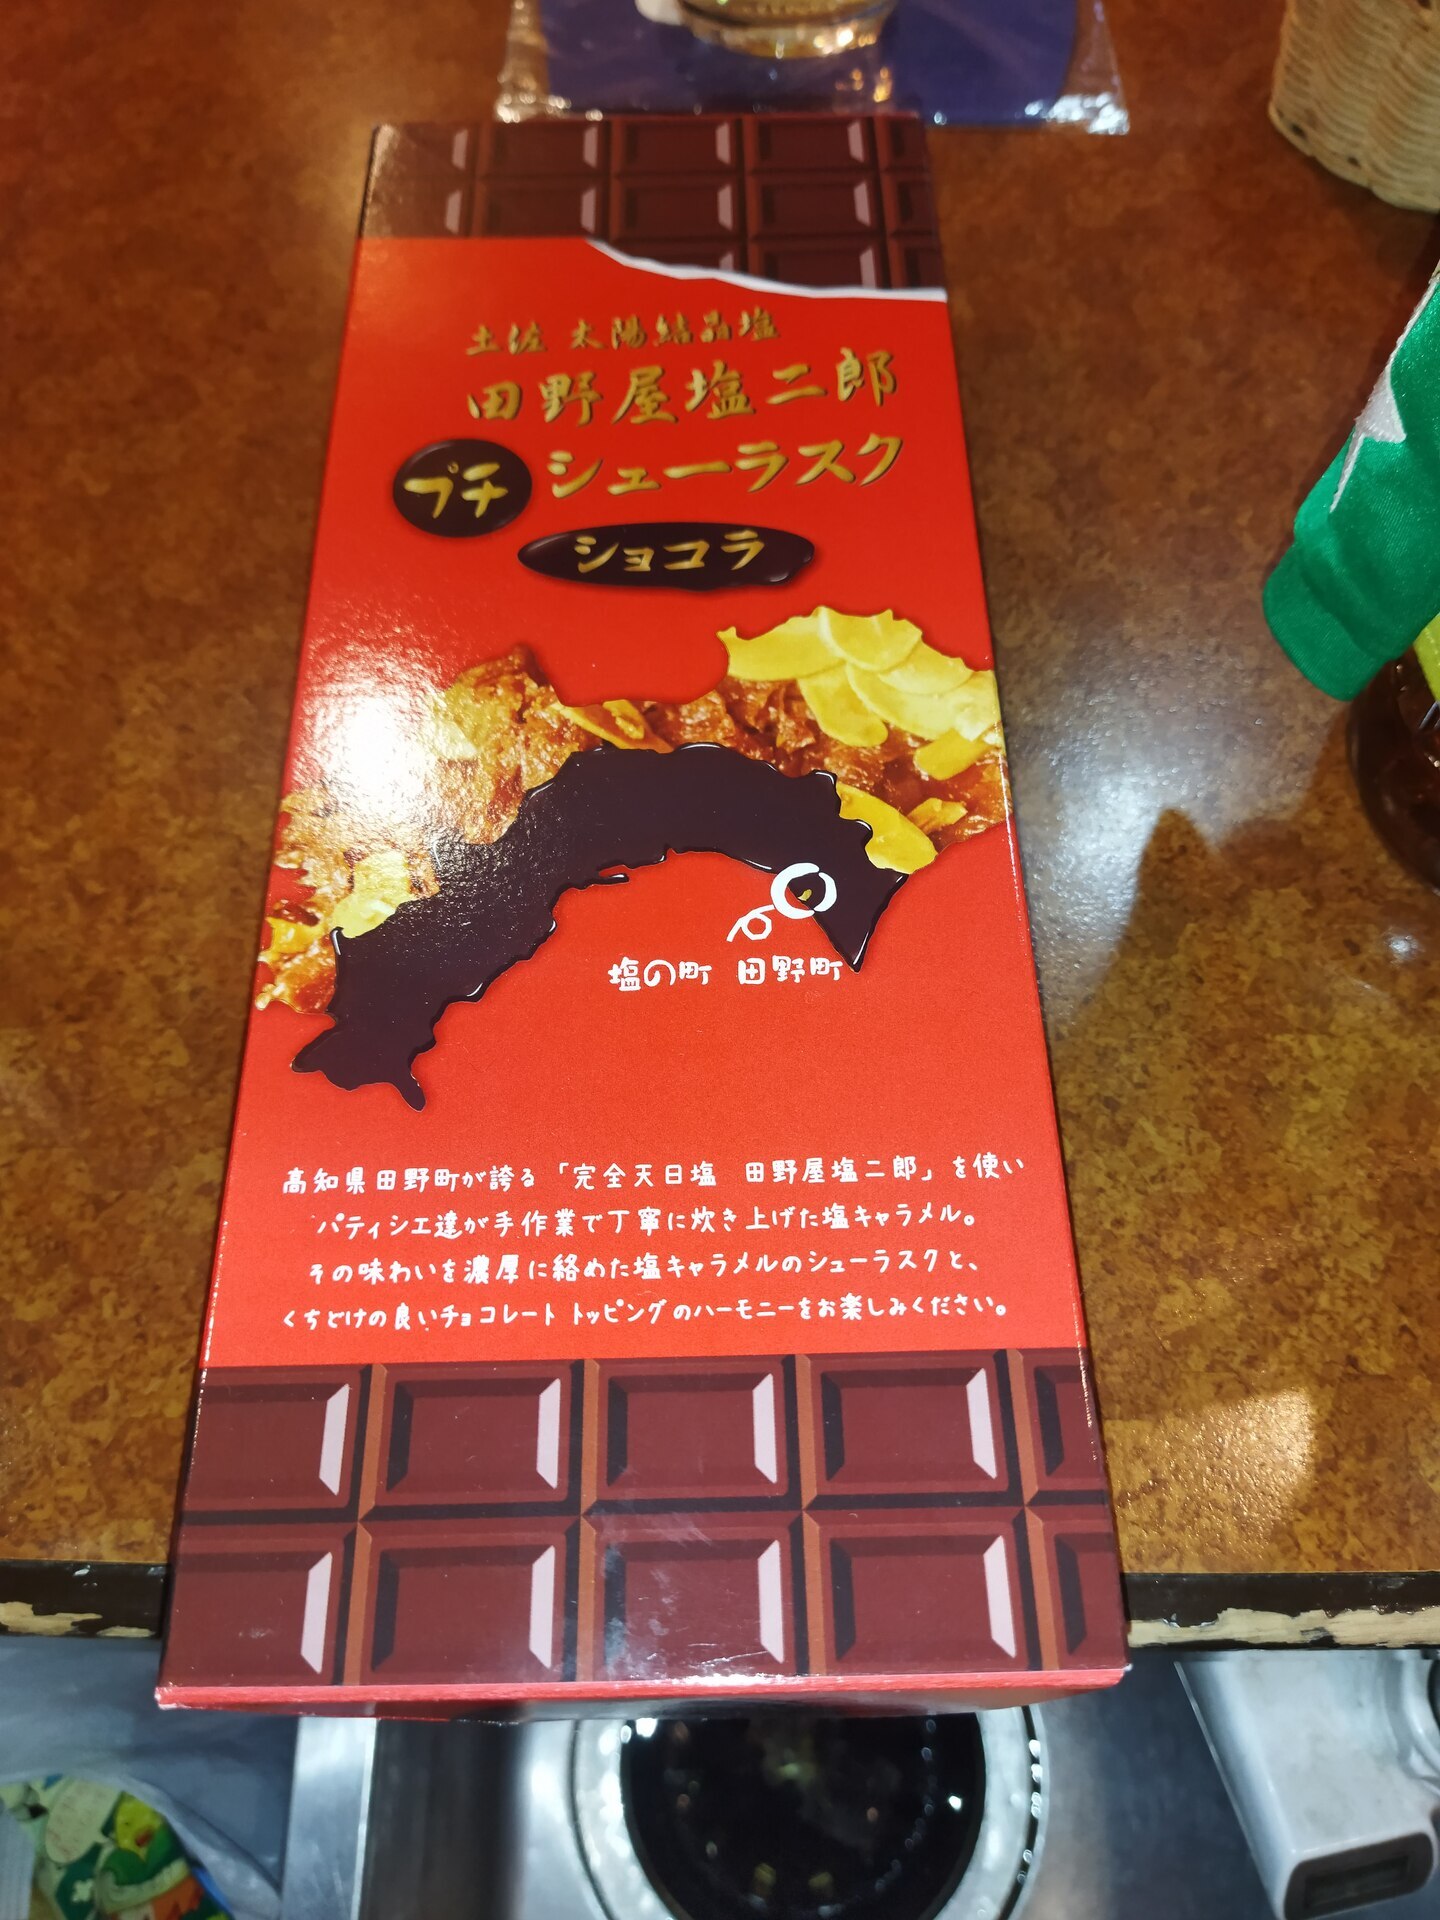 土佐 太陽結晶塩
田野屋塩二郎
プチ シューラスク
ショコラ
塩の町 田野町
高知県田野町が誇る「完全天日塩 田野屋塩二郎」を使い
パティシエ達が手作業で丁寧に炊き上げた塩キャラメル。
その味わいを濃厚に絡めた塩キャラメルのシューラスクと、
くちどけの良いチョコレート トッピングのハーモニーをお楽しみください。